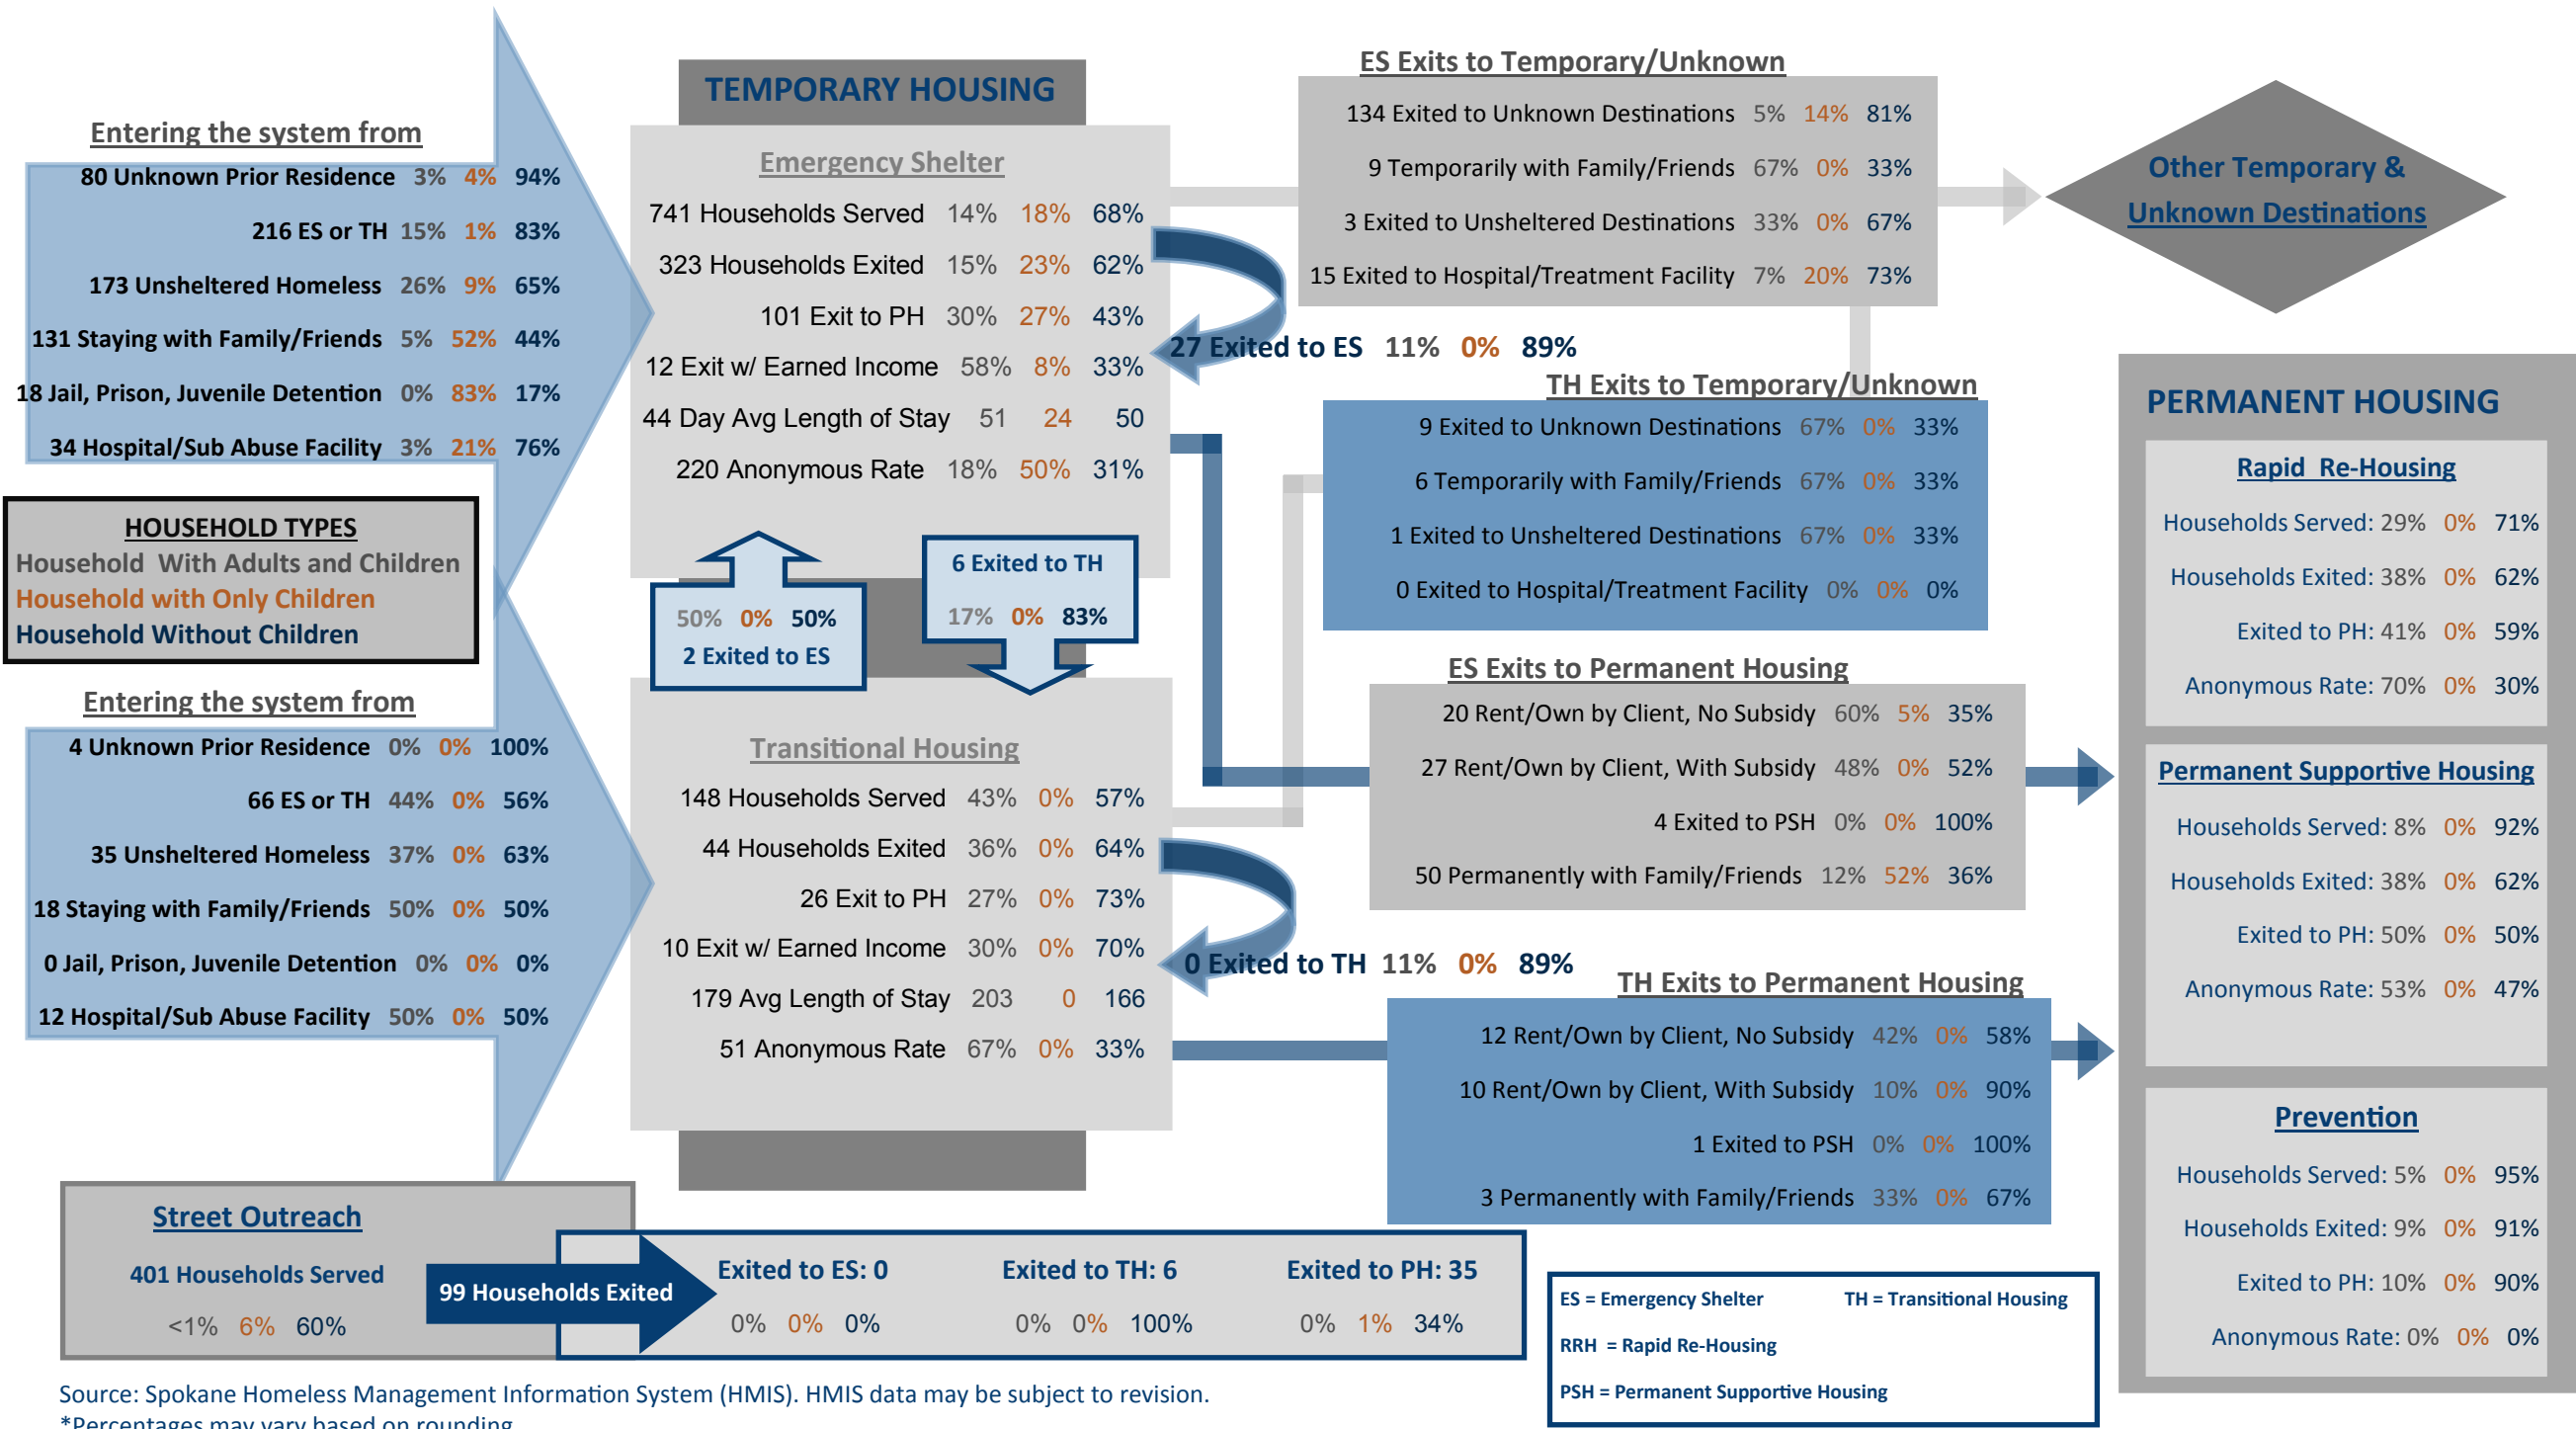 Entering the system from
80 Unknown Prior Residence 3% 4% 94%
216 ES or TH 15% 1% 83%
173 Unsheltered Homeless 26% 9% 65%
131 Staying with Family/Friends 5% 52% 44%
18 Jail, Prison, Juvenile Detention 0% 83% 17%
34 Hospital/Sub Abuse Facility 3% 21% 76%
HOUSEHOLD TYPES
Household With Adults and Children
Household with Only Children
Household Without Children
Entering the system from
4 Unknown Prior Residence 0% 0% 100%
66 ES or TH 44% 0% 56%
35 Unsheltered Homeless 37% 0% 63%
18 Staying with Family/Friends 50% 0% 50%
0 Jail, Prison, Juvenile Detention 0% 0% 0%
12 Hospital/Sub Abuse Facility 50% 0% 50%
TEMPORARY HOUSING
Emergency Shelter
741 Households Served 14% 18% 68%
323 Households Exited 15% 23% 62%
101 Exit to PH 30% 27% 43%
12 Exit w/ Earned Income 58% 8% 33%
44 Day Avg Length of Stay 51 24 50
220 Anonymous Rate 18% 50% 31%
27 Exited to ES 11% 0% 89%
50% 0% 50%
2 Exited to ES
6 Exited to TH
17% 0% 83%
Transitional Housing
148 Households Served 43% 0% 57%
44 Households Exited 36% 0% 64%
26 Exit to PH 27% 0% 73%
10 Exit w/ Earned Income 30% 0% 70%
179 Avg Length of Stay 203 0 166
51 Anonymous Rate 67% 0% 33%
0 Exited to TH 11% 0% 89%
ES Exits to Temporary/Unknown
134 Exited to Unknown Destinations 5% 14% 81%
9 Temporarily with Family/Friends 67% 0% 33%
3 Exited to Unsheltered Destinations 33% 0% 67%
15 Exited to Hospital/Treatment Facility 7% 20% 73%
Other Temporary &
Unknown Destinations
TH Exits to Temporary/Unknown
9 Exited to Unknown Destinations 67% 0% 33%
6 Temporarily with Family/Friends 67% 0% 33%
1 Exited to Unsheltered Destinations 67% 0% 33%
0 Exited to Hospital/Treatment Facility 0% 0% 0%
ES Exits to Permanent Housing
20 Rent/Own by Client, No Subsidy 60% 5% 35%
27 Rent/Own by Client, With Subsidy 48% 0% 52%
4 Exited to PSH 0% 0% 100%
50 Permanently with Family/Friends 12% 52% 36%
TH Exits to Permanent Housing
12 Rent/Own by Client, No Subsidy 42% 0% 58%
10 Rent/Own by Client, With Subsidy 10% 0% 90%
1 Exited to PSH 0% 0% 100%
3 Permanently with Family/Friends 33% 0% 67%
PERMANENT HOUSING
Rapid Re-Housing
Households Served: 29% 0% 71%
Households Exited: 38% 0% 62%
Exited to PH: 41% 0% 59%
Anonymous Rate: 70% 0% 30%
Permanent Supportive Housing
Households Served: 8% 0% 92%
Households Exited: 38% 0% 62%
Exited to PH: 50% 0% 50%
Anonymous Rate: 53% 0% 47%
Prevention
Households Served: 5% 0% 95%
Households Exited: 9% 0% 91%
Exited to PH: 10% 0% 90%
Anonymous Rate: 0% 0% 0%
Street Outreach
401 Households Served
<1% 6% 60%
99 Households Exited
Exited to ES: 0
0% 0% 0%
Exited to TH: 6
0% 0% 100%
Exited to PH: 35
0% 1% 34%
ES = Emergency Shelter TH = Transitional Housing
RRH = Rapid Re-Housing
PSH = Permanent Supportive Housing
Source: Spokane Homeless Management Information System (HMIS). HMIS data may be subject to revision.
*Percentages may vary based on rounding